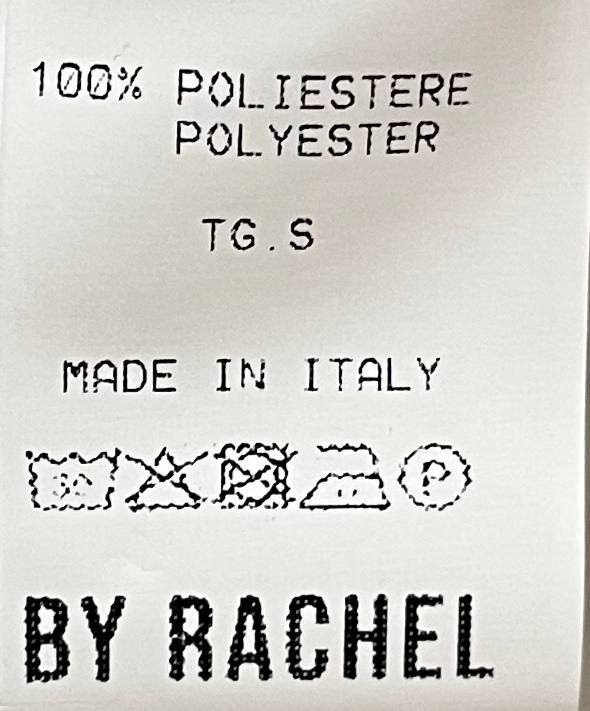 100% POLIESTERE
POLYESTER
TG.S
MADE IN ITALY
P
BY RACHEL